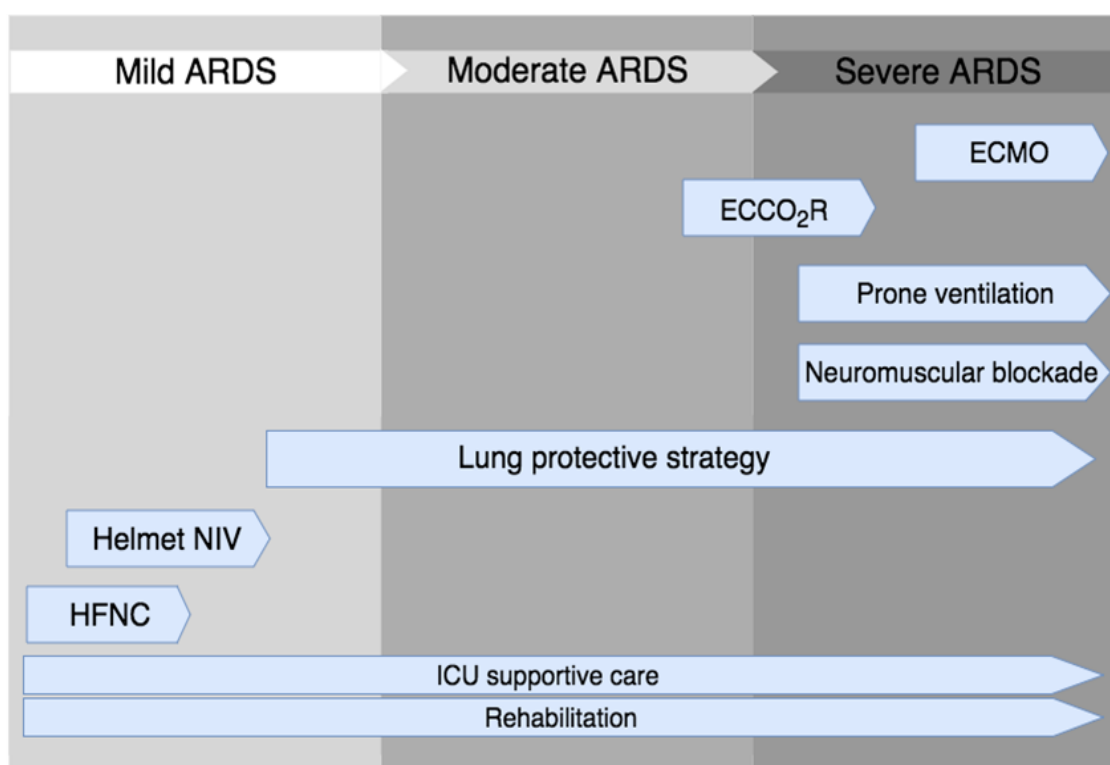 Mild ARDS
Moderate ARDS
Severe ARDS
ECMO
ECCO₂R
Prone ventilation
Neuromuscular blockade
Lung protective strategy
Helmet NIV
HFNC
ICU supportive care
Rehabilitation